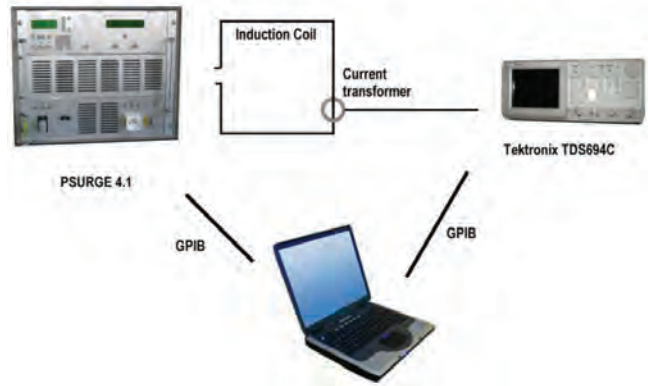 Induction Coil
Current
transformer
Tektronix TDS694C
PSURGE 4.1
GPIB
GPIB